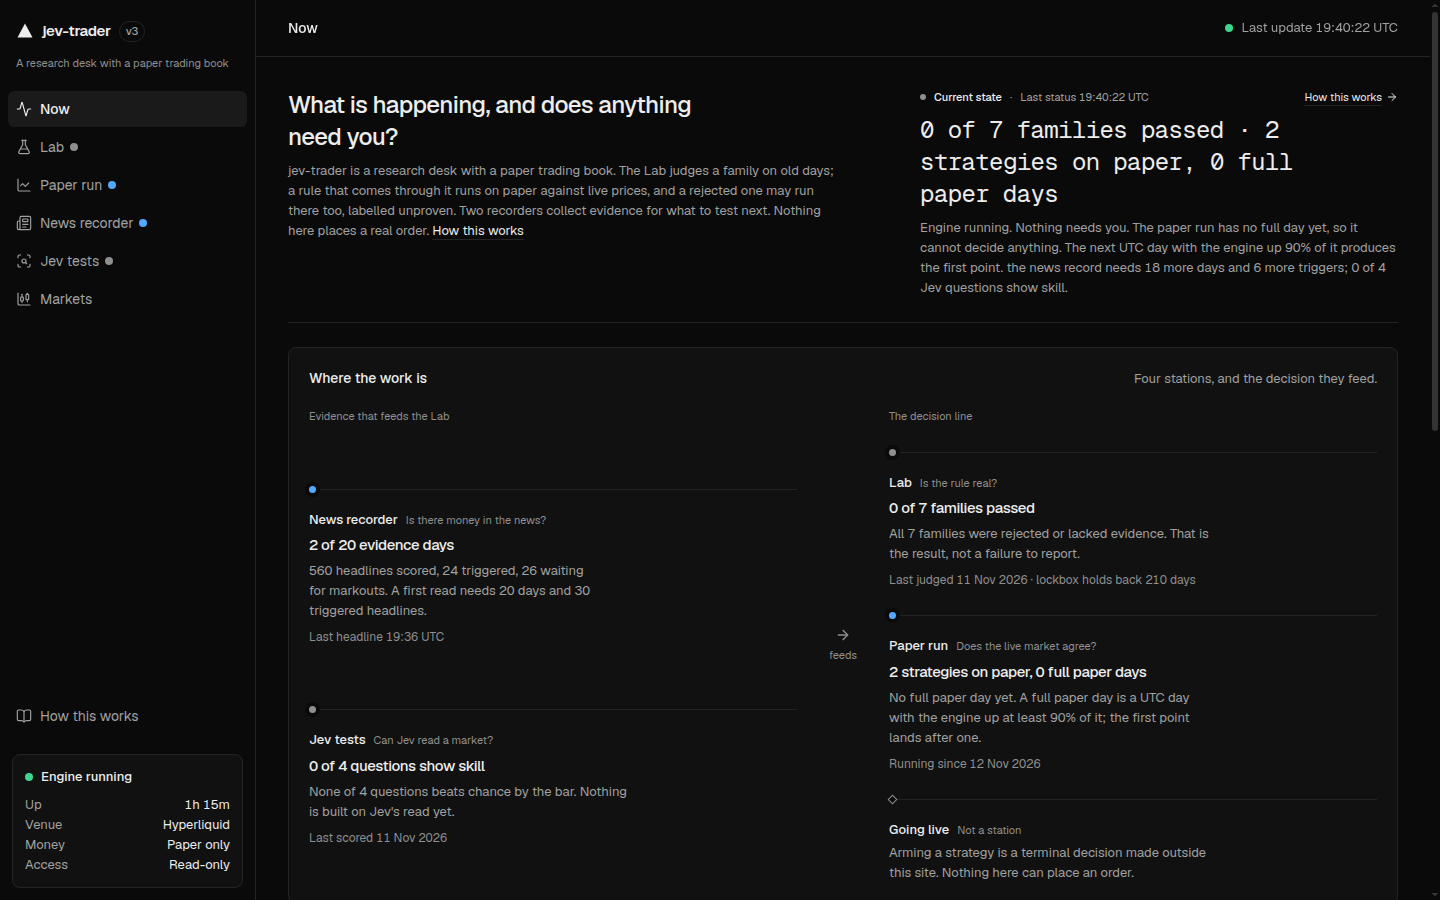 jev-trader v3
A research desk with a paper trading book
Now
Lab
Paper run
News recorder
Jev tests
Markets
How this works
Engine running
Up 1h 15m
Venue Hyperliquid
Money Paper only
Access Read-only
Now
Last update 19:40:22 UTC
What is happening, and does anything
need you?
jev-trader is a research desk with a paper trading book. The Lab judges a family on old days;
a rule that comes through it runs on paper against live prices, and a rejected one may run
there too, labelled unproven. Two recorders collect evidence for what to test next. Nothing
here places a real order. How this works
Current state · Last status 19:40:22 UTC
How this works →
0 of 7 families passed · 2
strategies on paper, 0 full
paper days
Engine running. Nothing needs you. The paper run has no full day yet, so it
cannot decide anything. The next UTC day with the engine up 90% of it produces
the first point. the news record needs 18 more days and 6 more triggers; 0 of 4
Jev questions show skill.
Where the work is
Four stations, and the decision they feed.
Evidence that feeds the Lab
News recorder Is there money in the news?
2 of 20 evidence days
560 headlines scored, 24 triggered, 26 waiting
for markouts. A first read needs 20 days and 30
triggered headlines.
Last headline 19:36 UTC
Jev tests Can Jev read a market?
0 of 4 questions show skill
None of 4 questions beats chance by the bar. Nothing
is built on Jev's read yet.
Last scored 11 Nov 2026
→
feeds
The decision line
Lab Is the rule real?
0 of 7 families passed
All 7 families were rejected or lacked evidence. That is
the result, not a failure to report.
Last judged 11 Nov 2026 · lockbox holds back 210 days
Paper run Does the live market agree?
2 strategies on paper, 0 full paper days
No full paper day yet. A full paper day is a UTC day
with the engine up at least 90% of it; the first point
lands after one.
Running since 12 Nov 2026
Going live Not a station
Arming a strategy is a terminal decision made outside
this site. Nothing here can place an order.